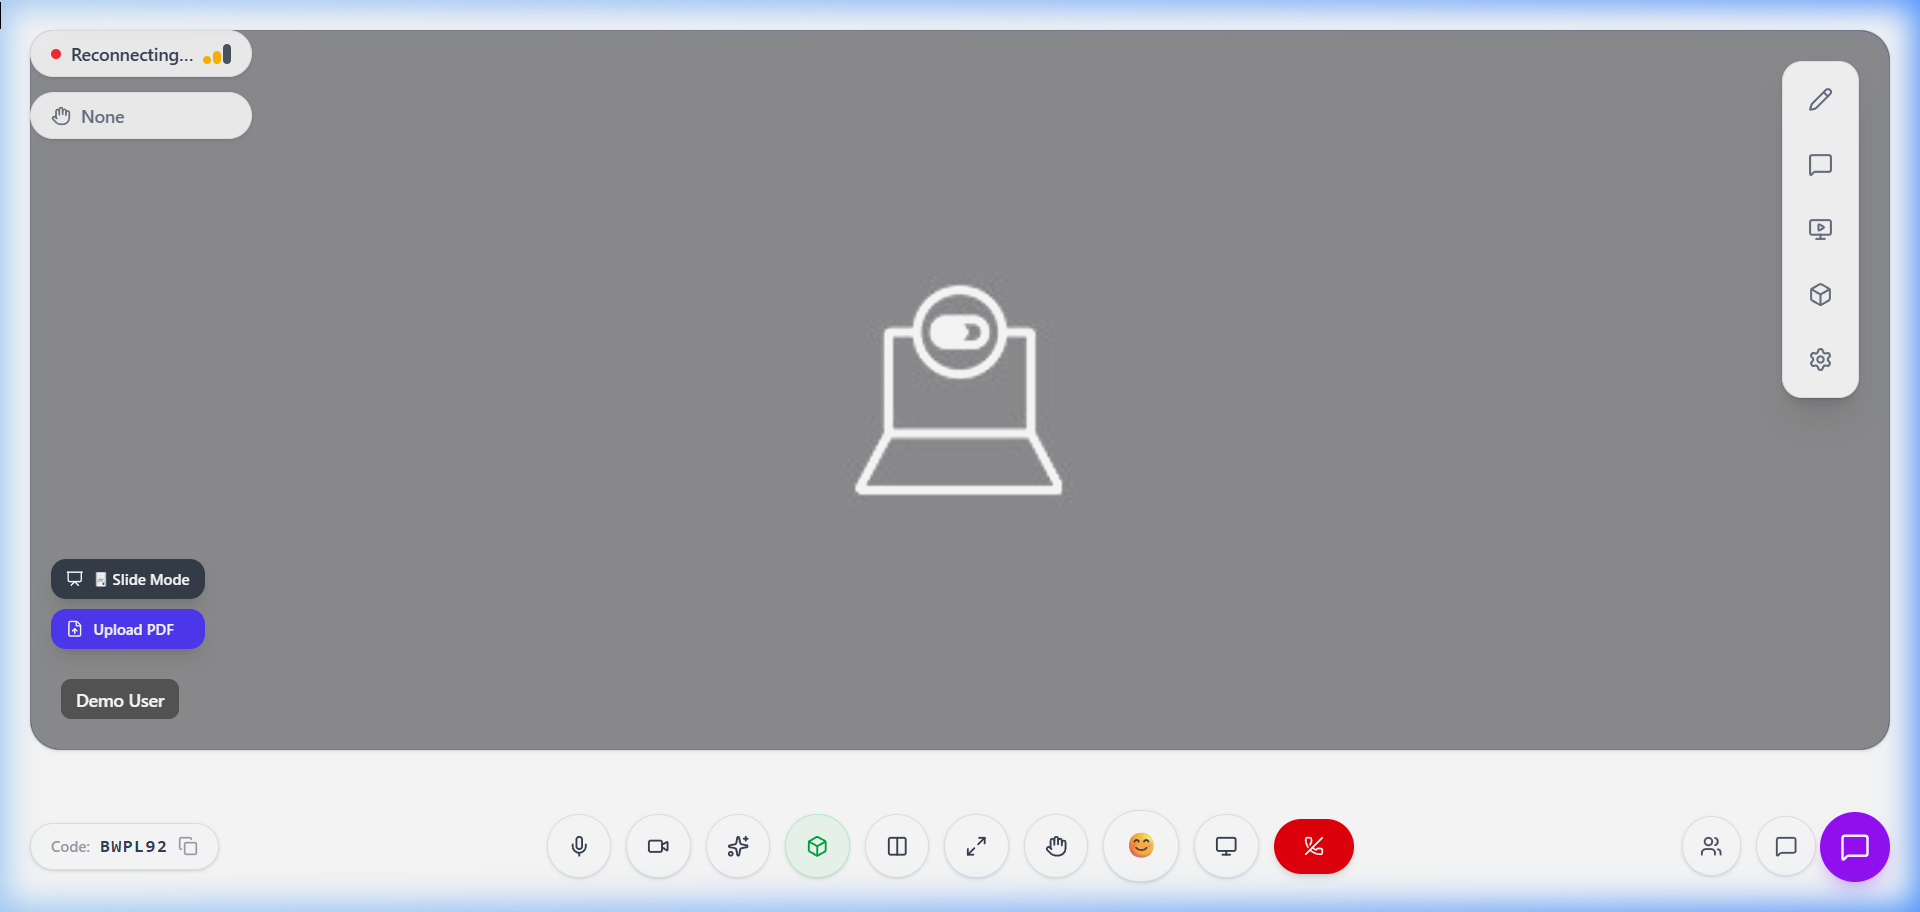 Reconnecting...
None
Slide Mode
Upload PDF
Demo User
Code: BWPL92